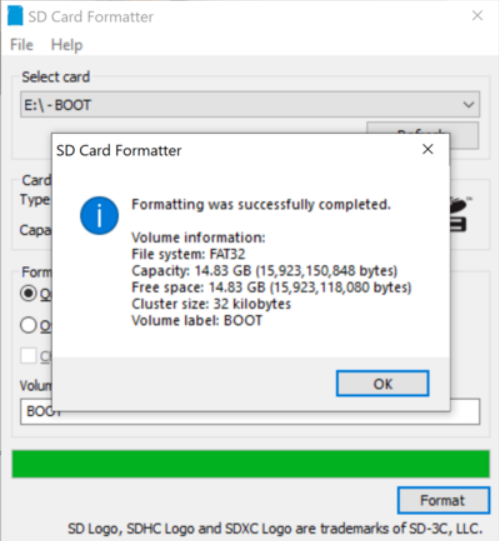 SD Card Formatter
File Help
Select card
E:\ - BOOT
SD Card Formatter
Formatting was successfully completed.
Volume information:
File system: FAT32
Capacity: 14.83 GB (15,923,150,848 bytes)
Free space: 14.83 GB (15,923,118,080 bytes)
Cluster size: 32 kilobytes
Volume label: BOOT
OK
Card
Type
Capa
Form
Volum
BOOT
Format
SD Logo, SDHC Logo and SDXC Logo are trademarks of SD-3C, LLC.